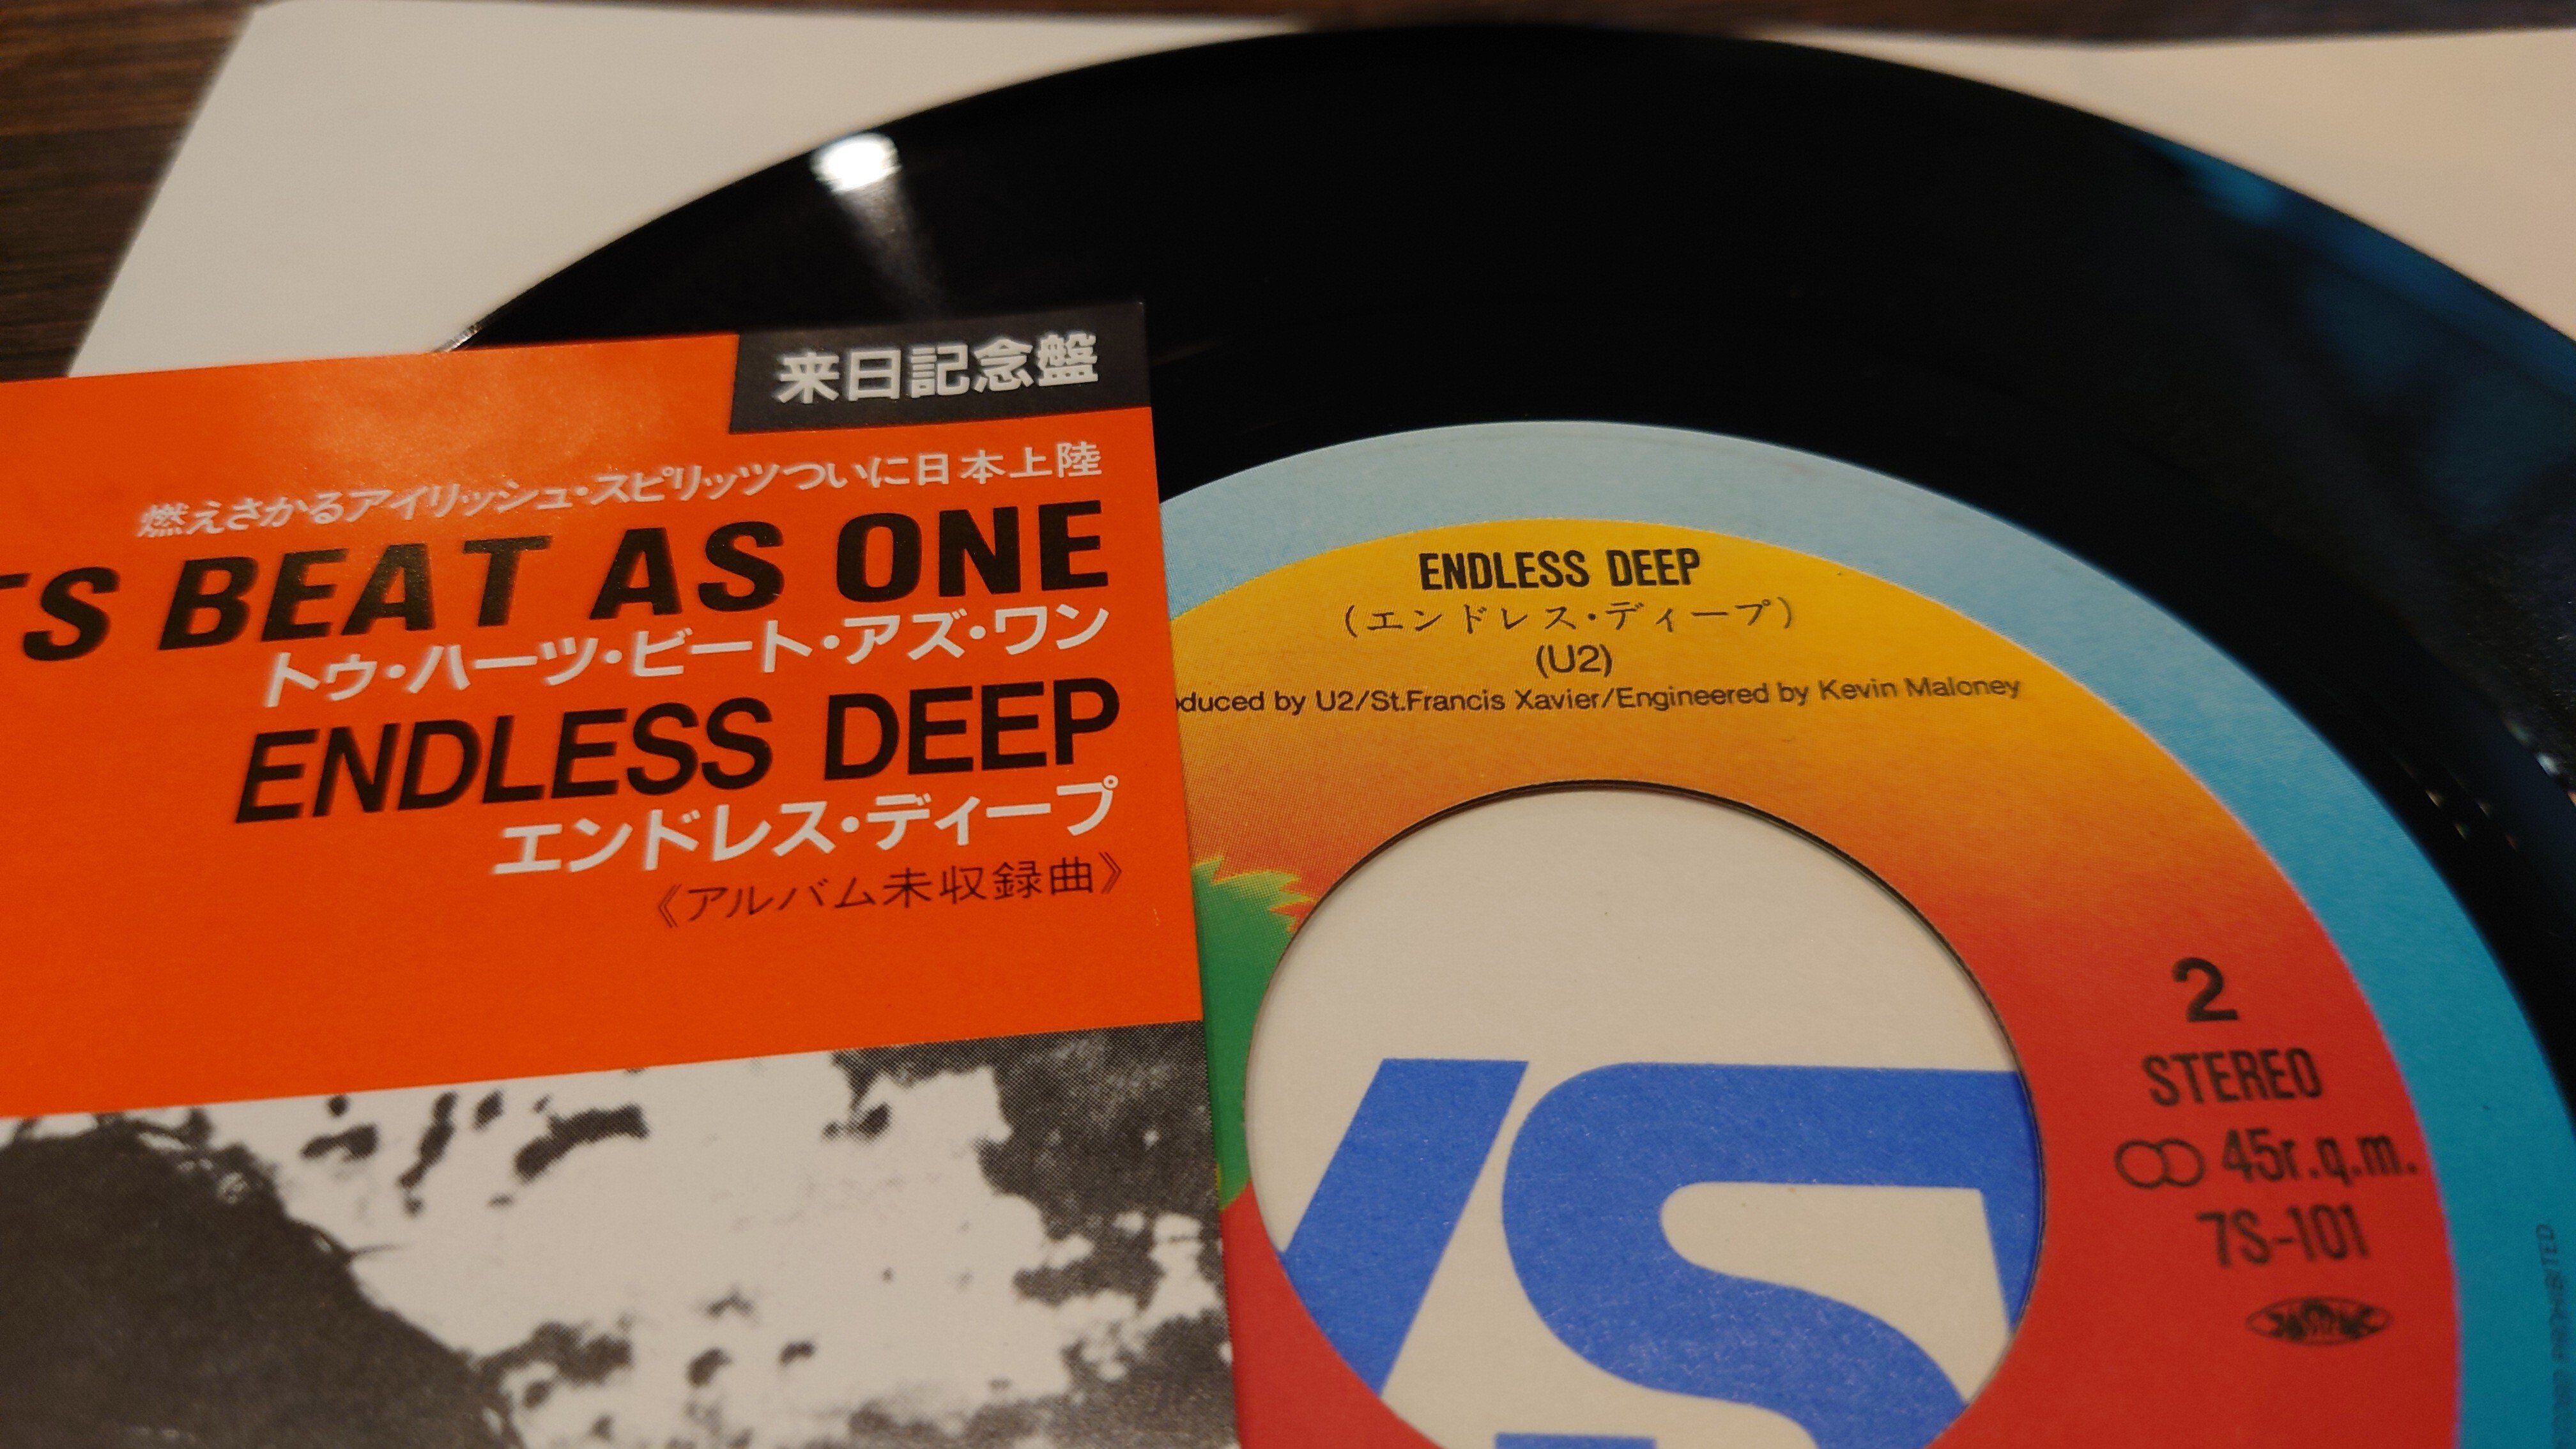 来日記念盤
燃えさかるアイリッシュ・スピリッツついに日本上陸
TS BEAT AS ONE
トゥ・ハーツ・ビート・アズ・ワン
ENDLESS DEEP
エンドレス・ディープ
《アルバム未収録曲》
ENDLESS DEEP
(エンドレス・ディープ)
(U2)
oduced by U2/St.Francis Xavier/Engineered by Kevin Maloney
2
STEREO
45r.q.m.
7S-101
PROHIBITED.